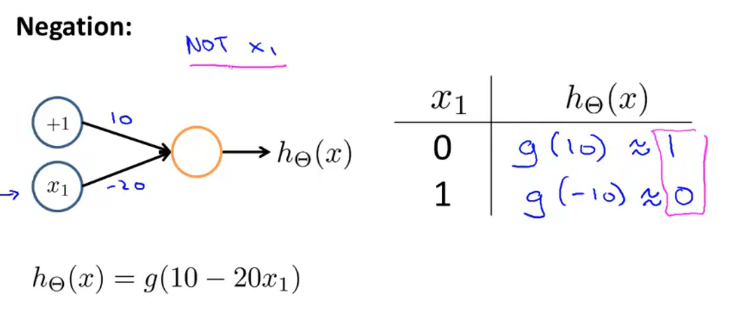 Negation:
NOT x₁
+1
10
x₁
-20
h_Θ(x)
h_Θ(x) = g(10 − 20x₁)
x₁ h_Θ(x)
0 g(10) ≈ 1
1 g(-10) ≈ 0